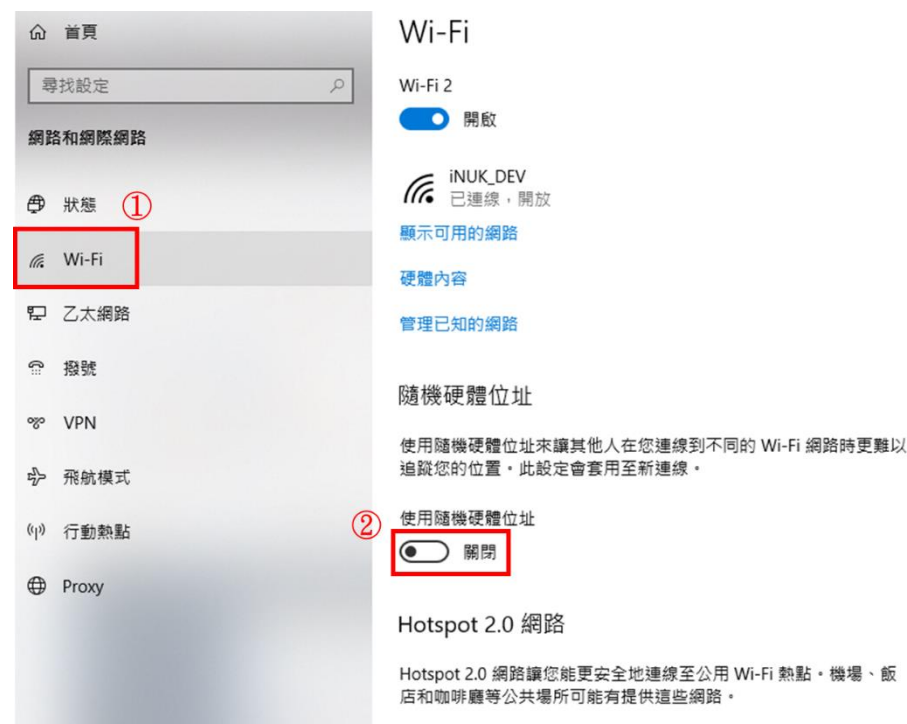 首頁
尋找設定
網路和網際網路
狀態
①
Wi-Fi
乙太網路
撥號
VPN
飛航模式
行動熱點
Proxy
Wi-Fi
Wi-Fi 2
開啟
iNUK_DEV
已連線，開放
顯示可用的網路
硬體內容
管理已知的網路
隨機硬體位址
使用隨機硬體位址來讓其他人在您連線到不同的 Wi-Fi 網路時更難以
追蹤您的位置。此設定會套用至新連線。
使用隨機硬體位址
②
關閉
Hotspot 2.0 網路
Hotspot 2.0 網路讓您能更安全地連線至公用 Wi-Fi 熱點。機場、飯
店和咖啡廳等公共場所可能有提供這些網路。